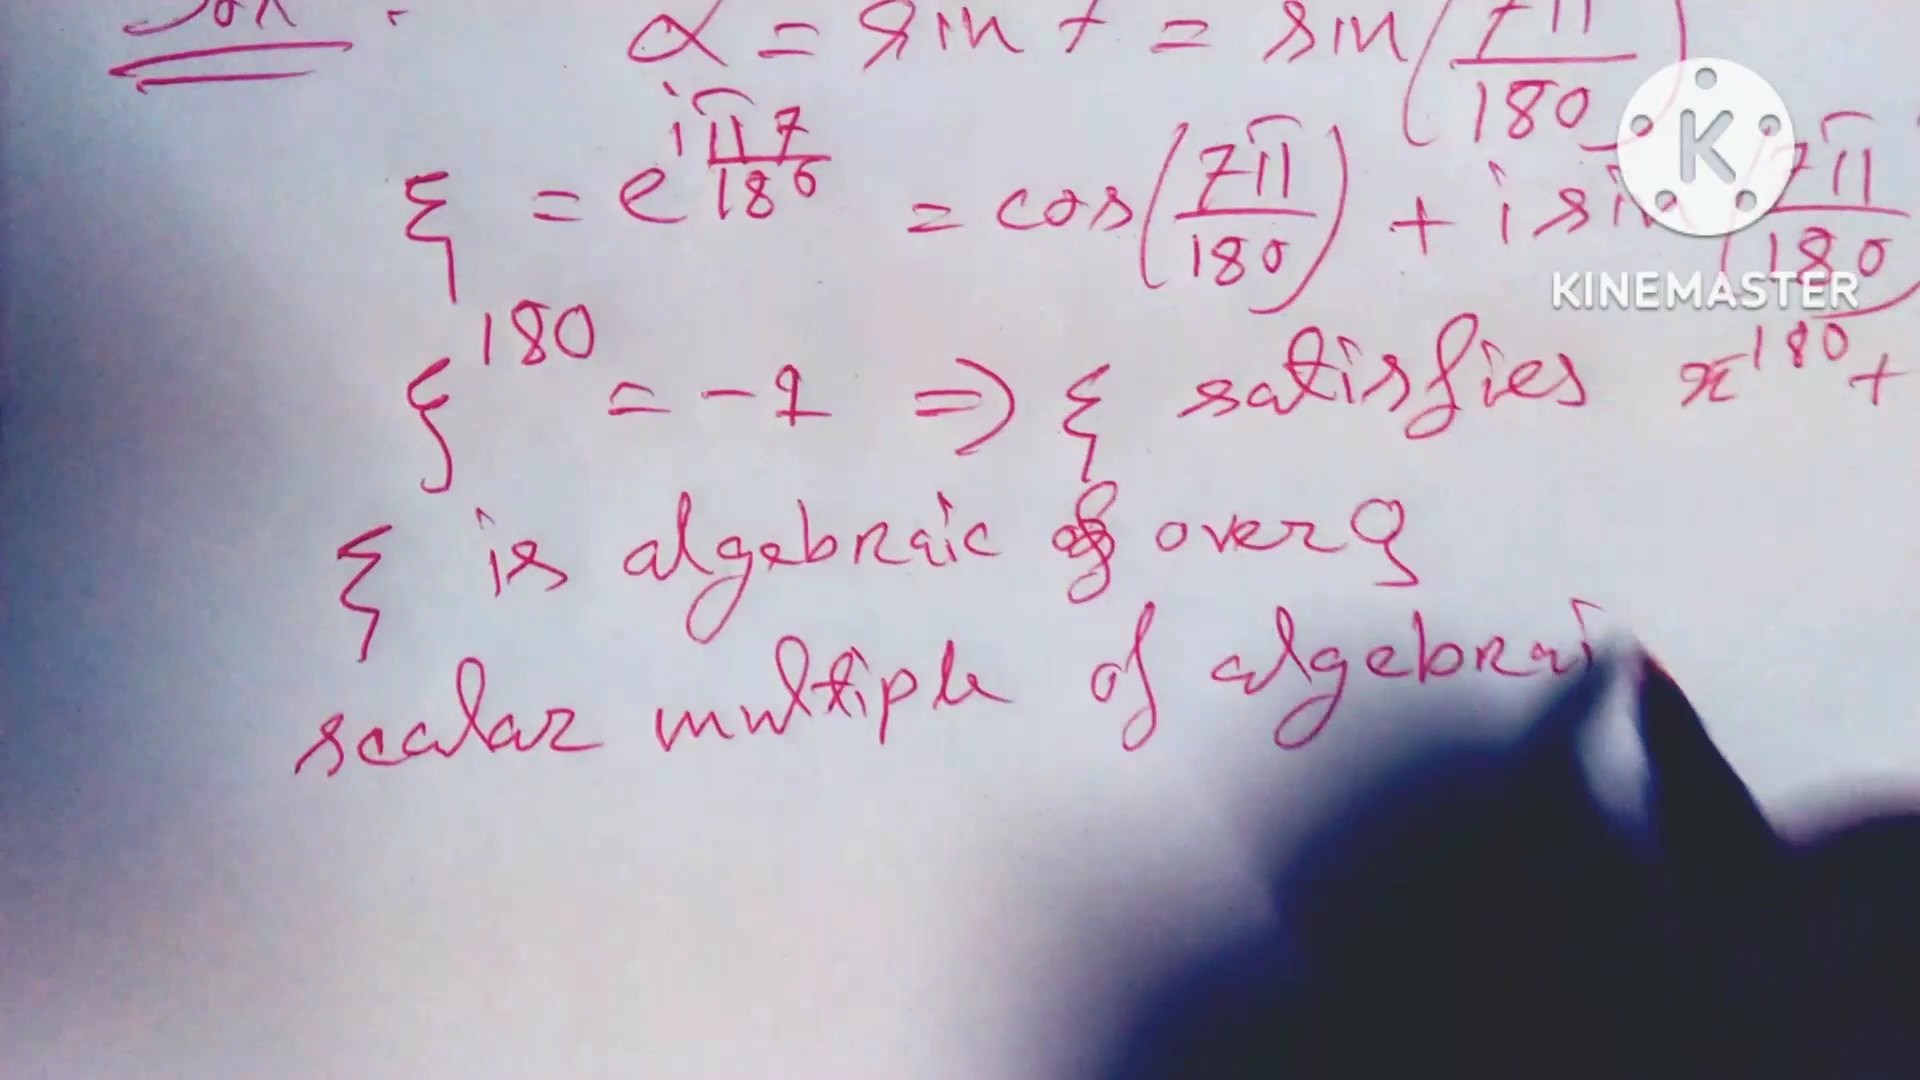 Soln.
α = sin 7 = sin(7π/180)
ξ = e^{iπ7/180} = cos(7π/180) + i sin(7π/180)
ξ^180 = -1 ⇒ ξ satisfies x^180 +
ξ is algebraic over Q
scalar multiple of algebrai
K
KINEMASTER